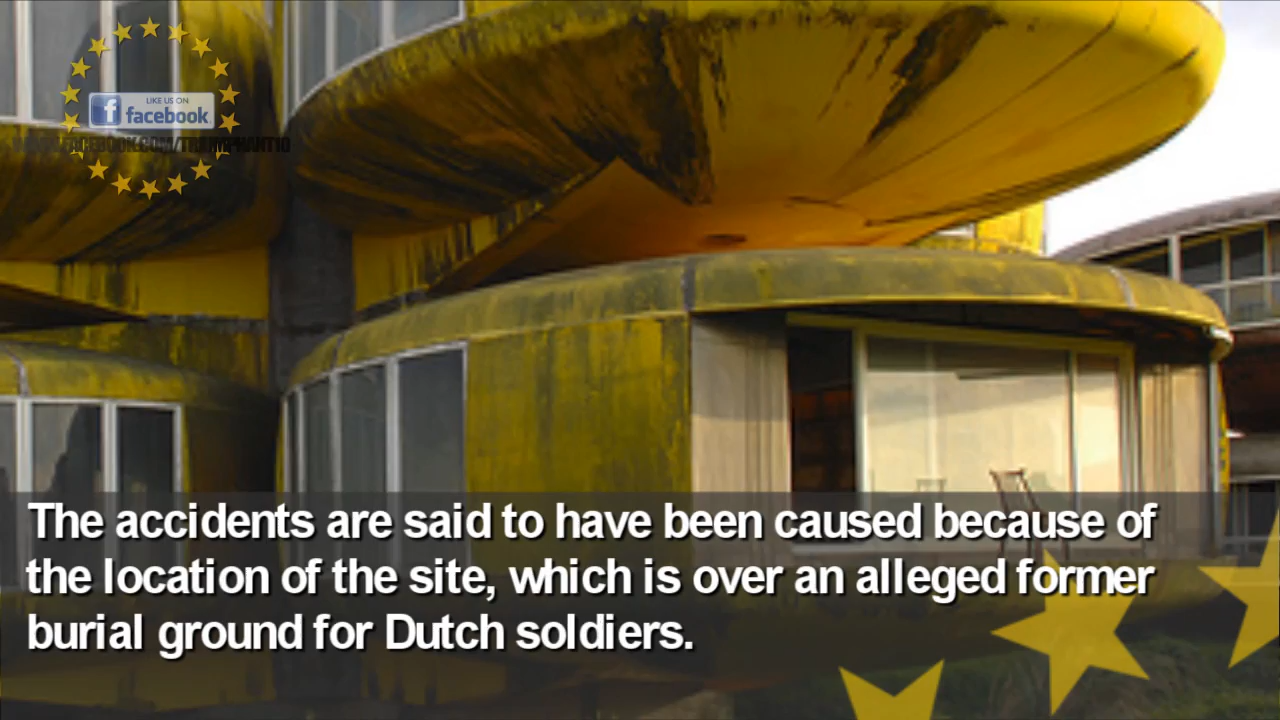 LIKE US ON
facebook
The accidents are said to have been caused because of
the location of the site, which is over an alleged former
burial ground for Dutch soldiers.